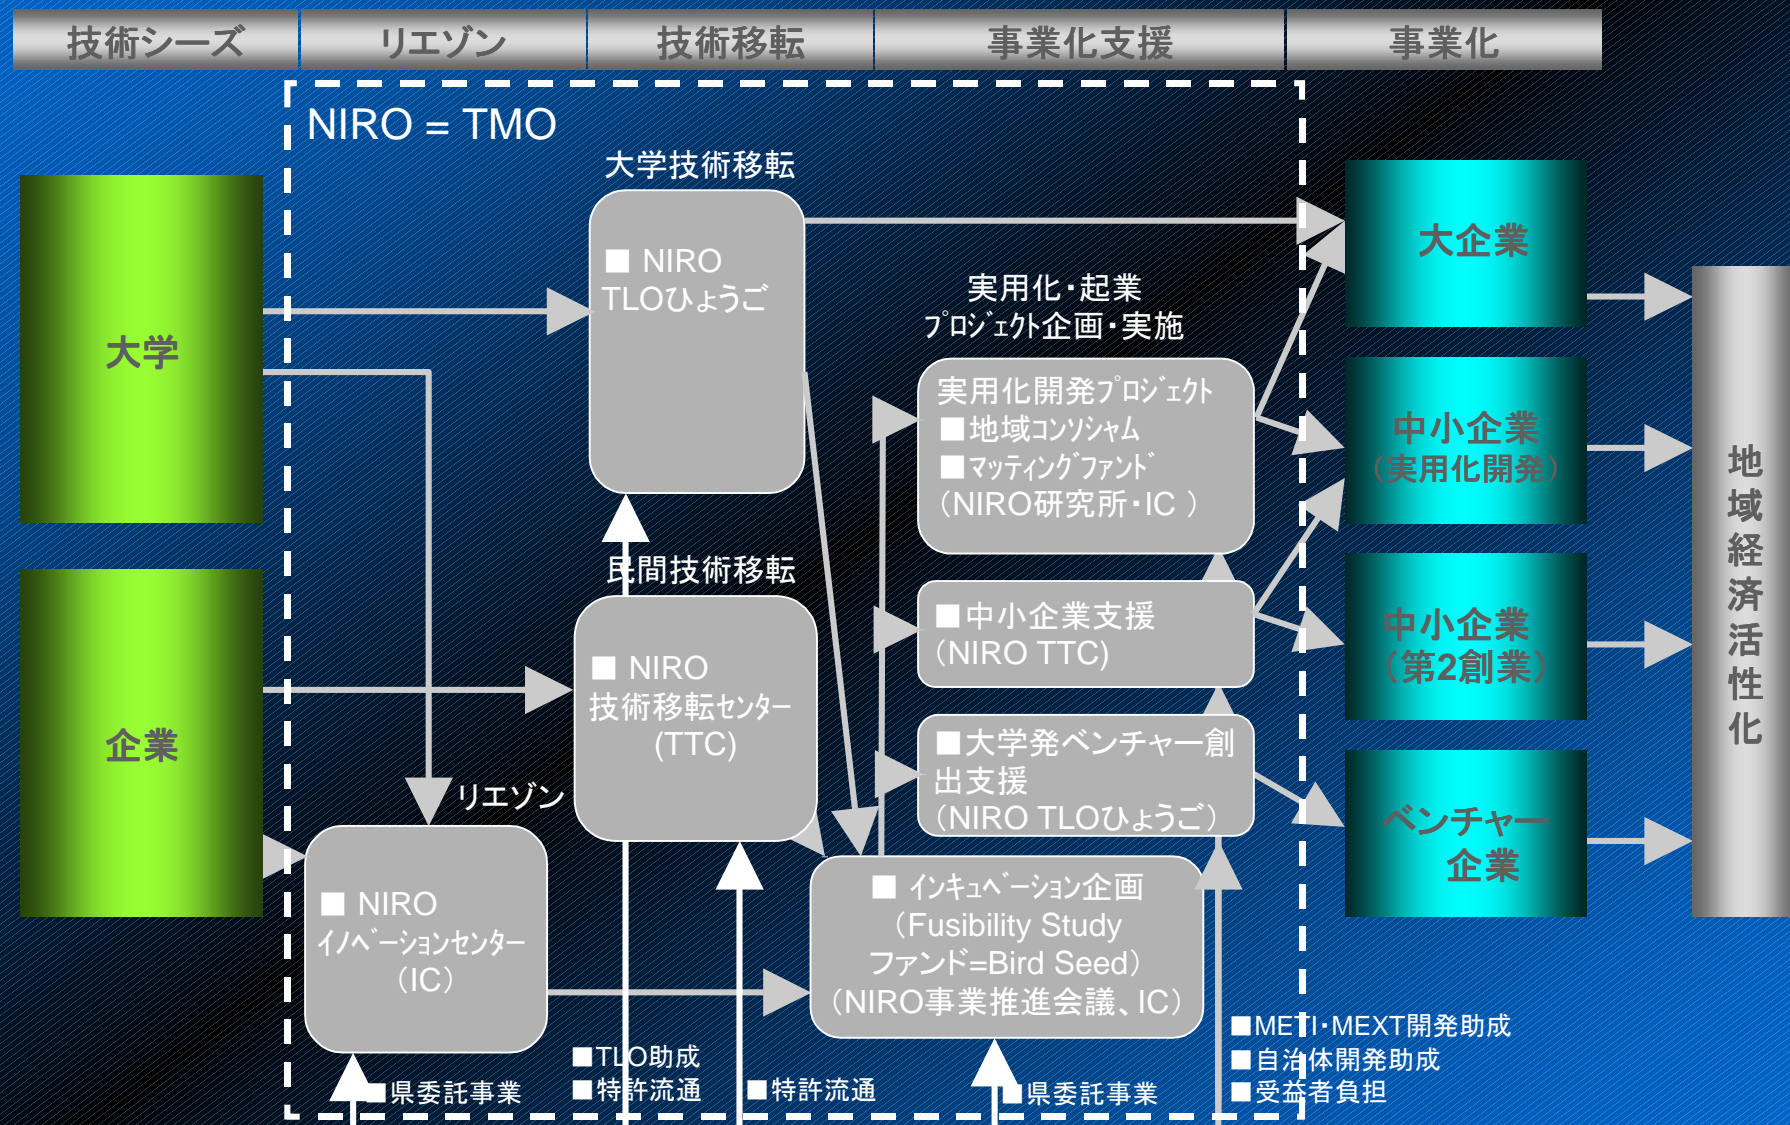 技術シーズ
リエゾン
技術移転
事業化支援
事業化
NIRO = TMO
大学技術移転
■ NIRO
TLOひょうご
大学
企業
リエゾン
■ NIRO
ｲﾉﾍﾞｰｼｮﾝｾﾝﾀｰ
（IC）
民間技術移転
■ NIRO
技術移転ｾﾝﾀｰ
(TTC)
実用化・起業
ﾌﾟﾛｼﾞｪｸﾄ企画・実施
実用化開発ﾌﾟﾛｼﾞｪｸﾄ
■地域ｺﾝｿｼｬﾑ
■ﾏｯﾃｨﾝｸﾞﾌｧﾝﾄﾞ
（NIRO研究所・IC ）
■中小企業支援
（NIRO TTC)
■大学発ベンチャー創
出支援
（NIRO TLOひょうご）
■ ｲﾝｷｭﾍﾞｰｼｮﾝ企画
（Fusibility Study
ファンド=Bird Seed）
（NIRO事業推進会議、IC）
大企業
中小企業
（実用化開発）
中小企業
（第2創業）
ベンチャー
企業
地域経済活性化
■県委託事業
■TLO助成
■特許流通
■特許流通
■県委託事業
■METI・MEXT開発助成
■自治体開発助成
■受益者負担